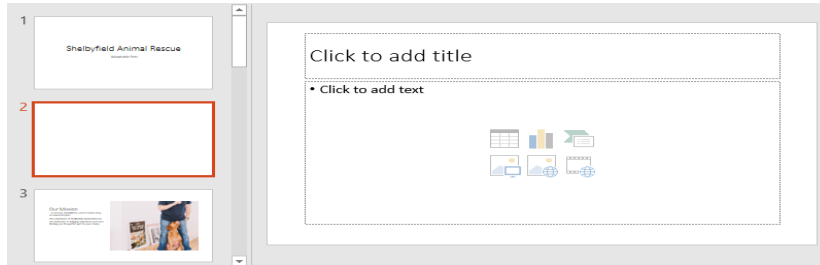 1
Shelbyfield Animal Rescue
2
3
Our Mission
Click to add title
• Click to add text